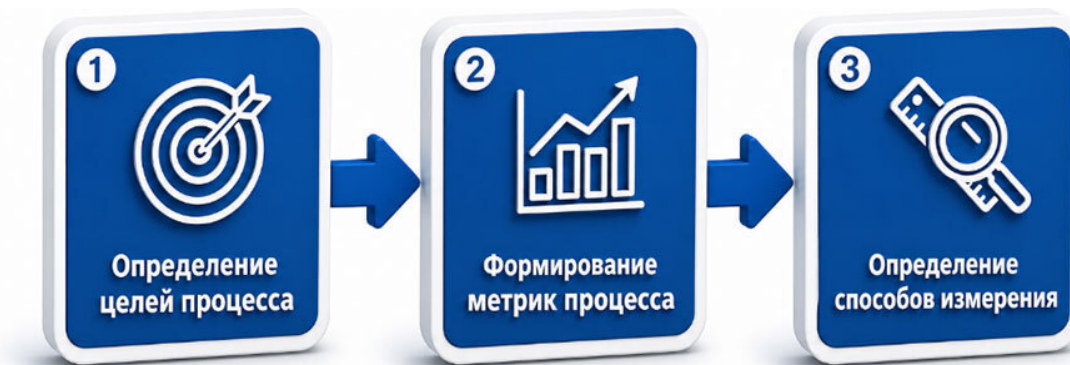 1
Определение
целей процесса
2
Формирование
метрик процесса
3
Определение
способов измерения